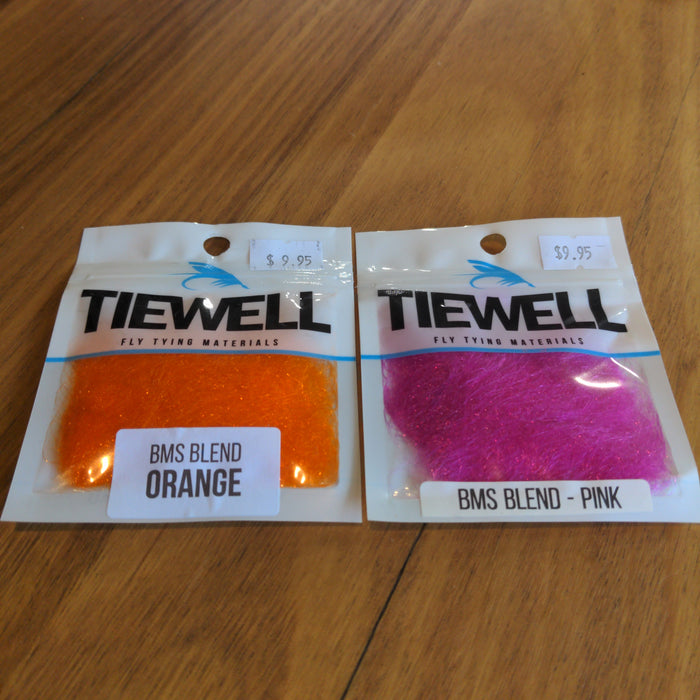 $ 9.95
TIEWELL
FLY TYING MATERIALS
BMS BLEND
ORANGE
$9.95
TIEWELL
FLY TYING MATERIALS
BMS BLEND - PINK